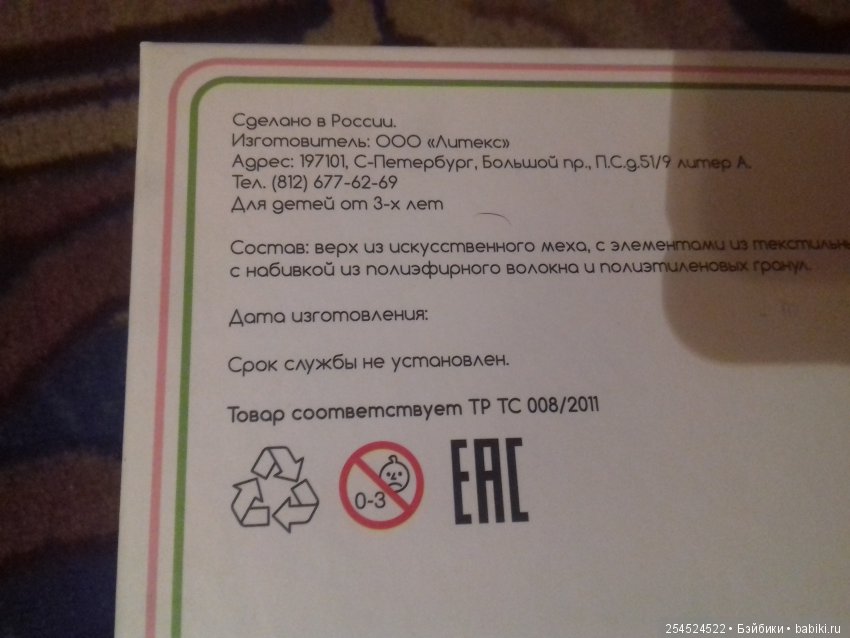 Сделано в России.
Изготовитель: ООО «Литекс»
Адрес: 197101, С-Петербург, Большой пр., П.С.д.51/9 литер А.
Тел. (812) 677-62-69
Для детей от 3-х лет
Состав: верх из искусственного меха, с элементами из
с набивкой из полиэфирного волокна и полиэтиленовых гранул.
Дата изготовления:
Срок службы не установлен.
Товар соответствует ТР ТС 008/2011
0-3
EAC
254524522 • Бэйбики • babiki.ru